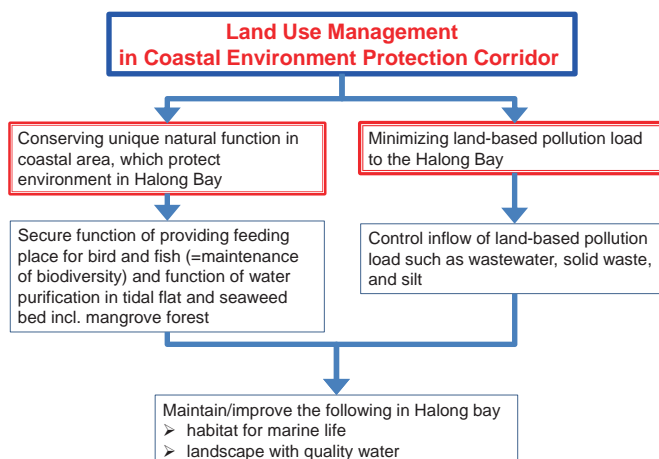 Land Use Management
in Coastal Environment Protection Corridor
Conserving unique natural function in
coastal area, which protect
environment in Halong Bay
Minimizing land-based pollution load
to the Halong Bay
Secure function of providing feeding
place for bird and fish (=maintenance
of biodiversity) and function of water
purification in tidal flat and seaweed
bed incl. mangrove forest
Control inflow of land-based pollution
load such as wastewater, solid waste,
and silt
Maintain/improve the following in Halong bay
➢ habitat for marine life
➢ landscape with quality water